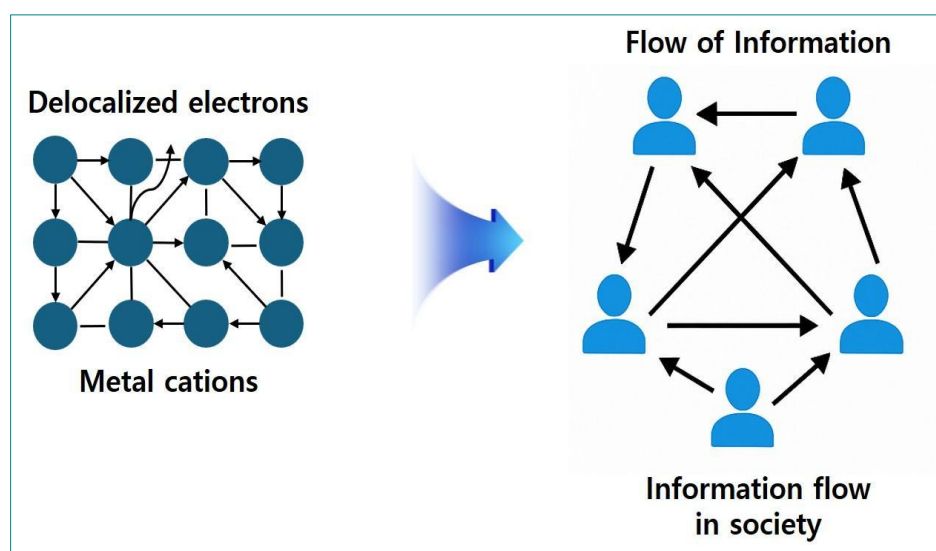 Delocalized electrons
Metal cations
Flow of Information
Information flow
in society